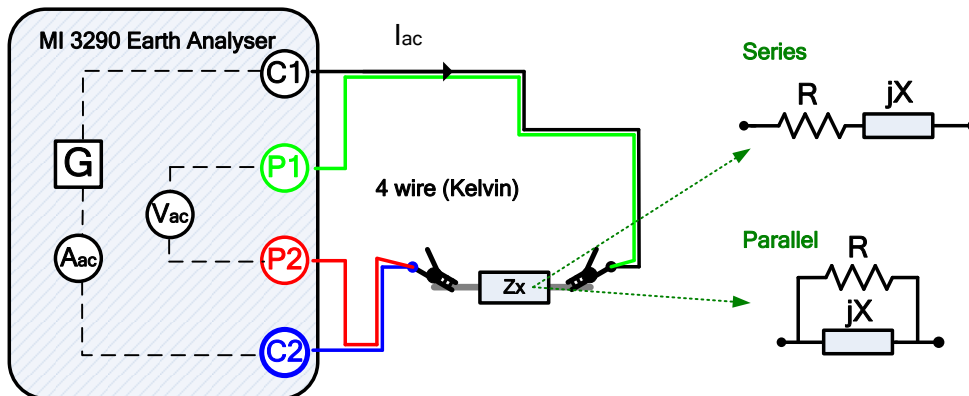 MI 3290 Earth Analyser
Iac
C1
P1
G
Vac
4 wire (Kelvin)
P2
Aac
Zx
C2
Series
R
jX
Parallel
R
jX